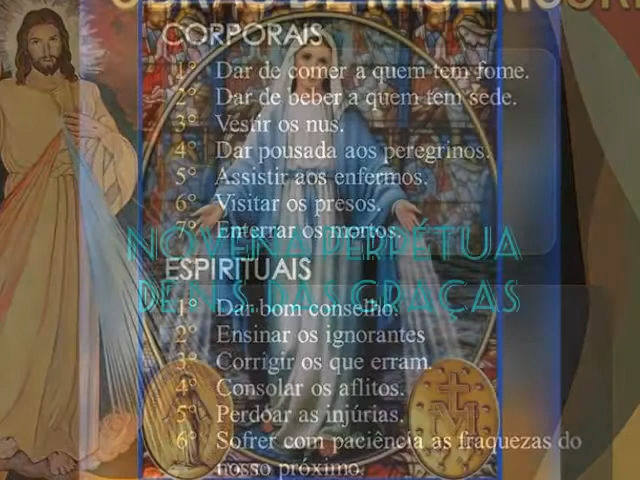 OBRAS DE MISERICÓR
CORPORAIS
1° Dar de comer a quem tem fome.
2° Dar de beber a quem tem sede.
3° Vestir os nus.
4° Dar pousada aos peregrinos.
5° Assistir aos enfermos.
6° Visitar os presos.
7° Enterrar os mortos.
NOVENA PERPÉTUA
ESPIRITUAIS
DE N S DAS GRAÇAS
1° Dar bom conselho.
2° Ensinar os ignorantes
3° Corrigir os que erram.
4° Consolar os aflitos.
5° Perdoar as injúrias.
6° Sofrer com paciência as fraquezas do
nosso próximo.
M